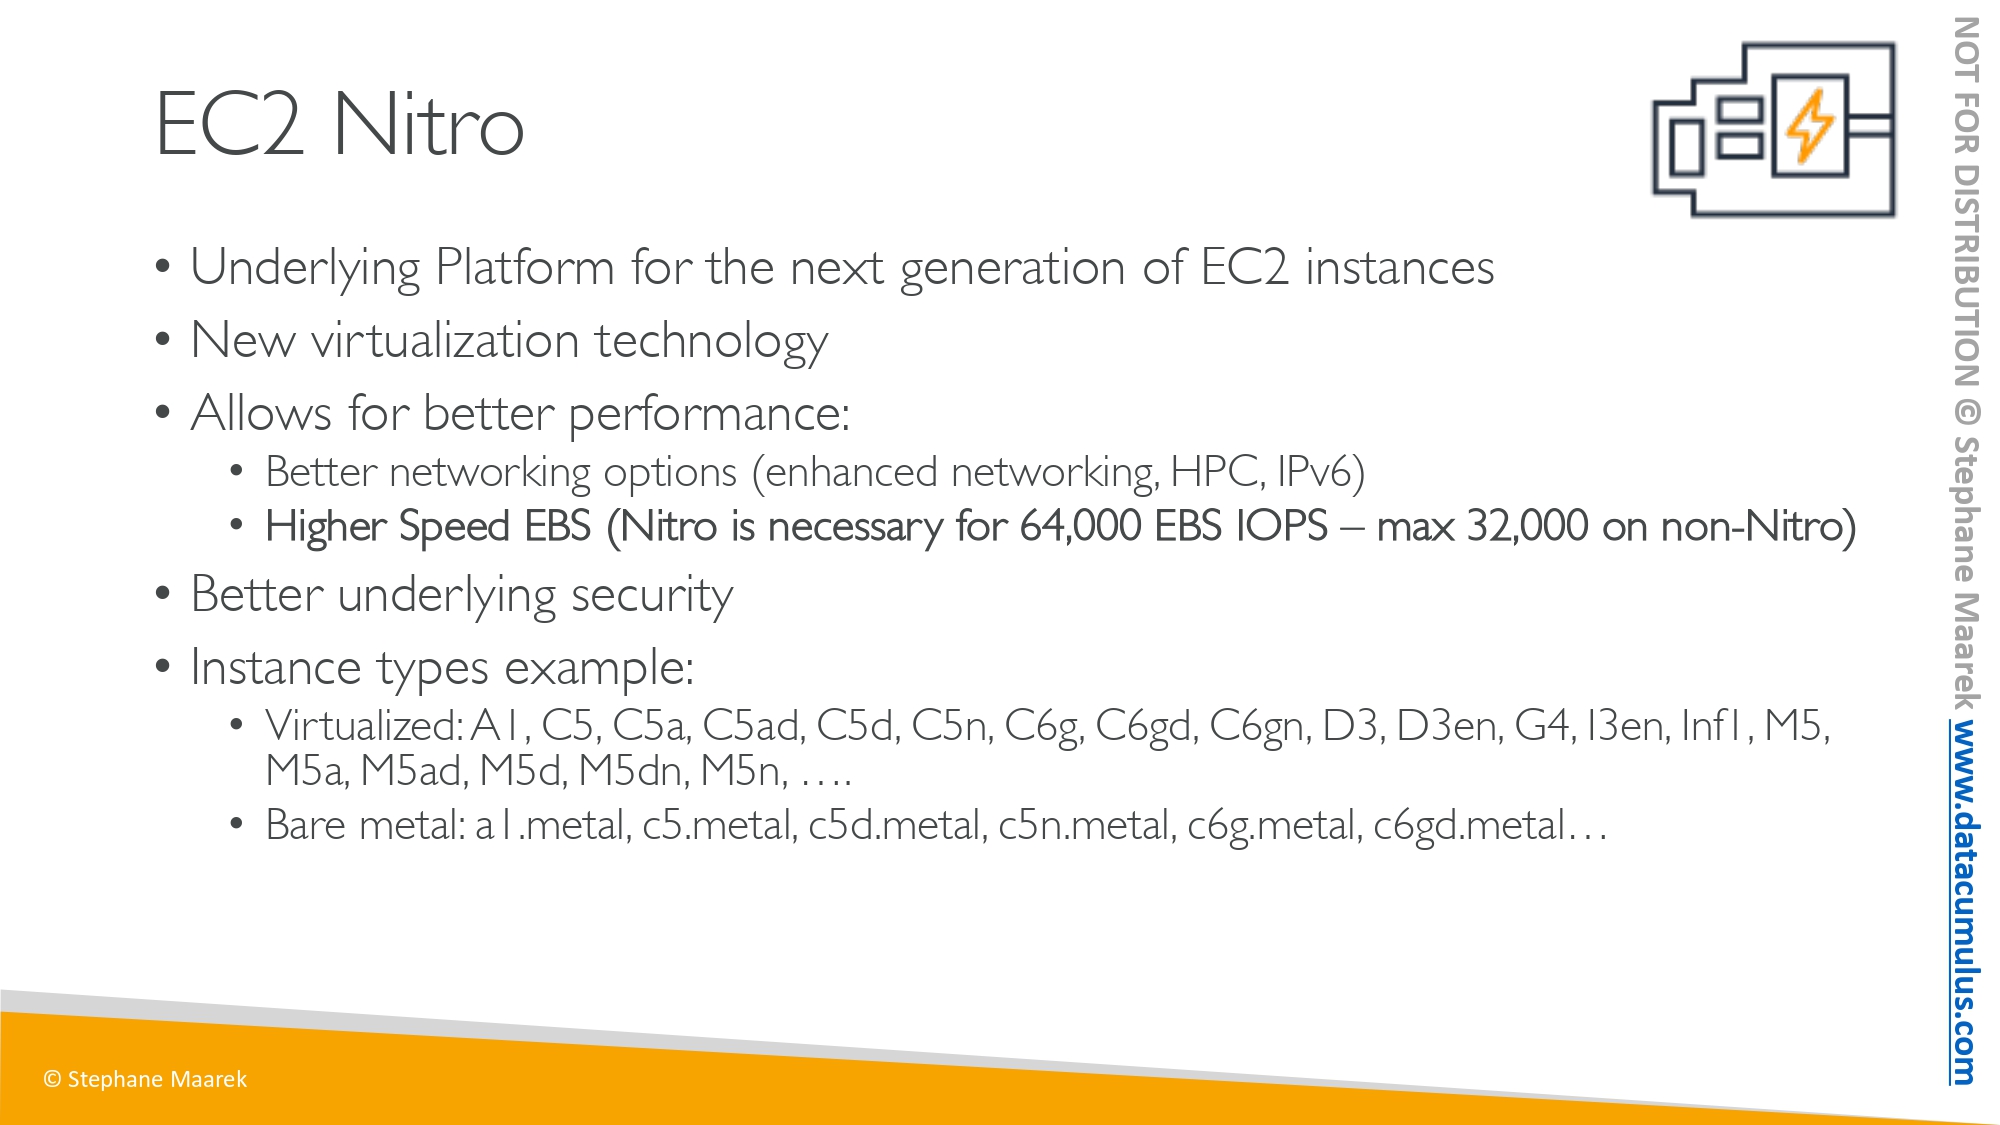 EC2 Nitro
• Underlying Platform for the next generation of EC2 instances
• New virtualization technology
• Allows for better performance:
• Better networking options (enhanced networking, HPC, IPv6)
• Higher Speed EBS (Nitro is necessary for 64,000 EBS IOPS – max 32,000 on non-Nitro)
• Better underlying security
• Instance types example:
• Virtualized: A1, C5, C5a, C5ad, C5d, C5n, C6g, C6gd, C6gn, D3, D3en, G4, I3en, Inf1, M5,
M5a, M5ad, M5d, M5dn, M5n, ….
• Bare metal: a1.metal, c5.metal, c5d.metal, c5n.metal, c6g.metal, c6gd.metal…
© Stephane Maarek
NOT FOR DISTRIBUTION © Stephane Maarek www.datacumulus.com